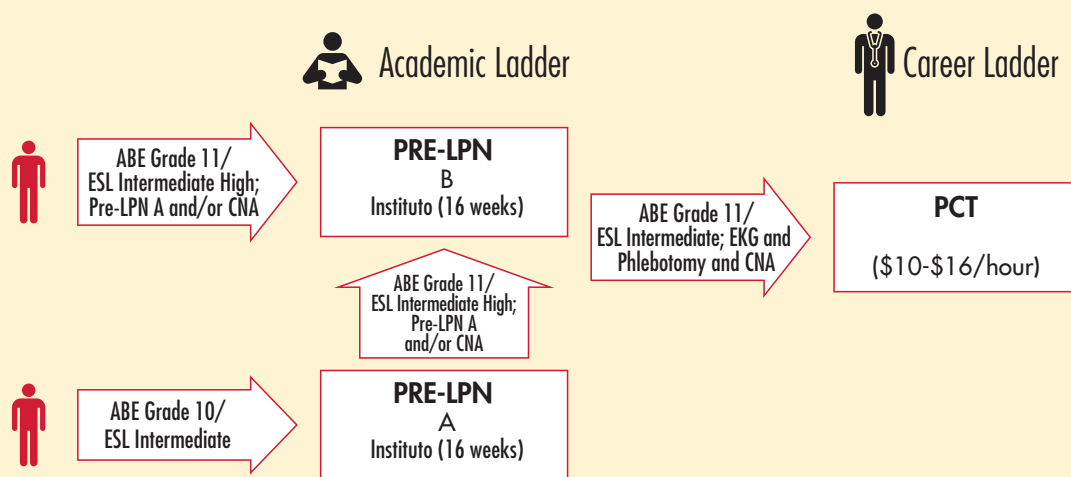 Academic Ladder
Career Ladder
ABE Grade 11/
ESL Intermediate High;
Pre-LPN A and/or CNA
PRE-LPN
B
Instituto (16 weeks)
ABE Grade 11/
ESL Intermediate; EKG and
Phlebotomy and CNA
PCT
($10-$16/hour)
ABE Grade 11/
ESL Intermediate High;
Pre-LPN A
and/or CNA
ABE Grade 10/
ESL Intermediate
PRE-LPN
A
Instituto (16 weeks)